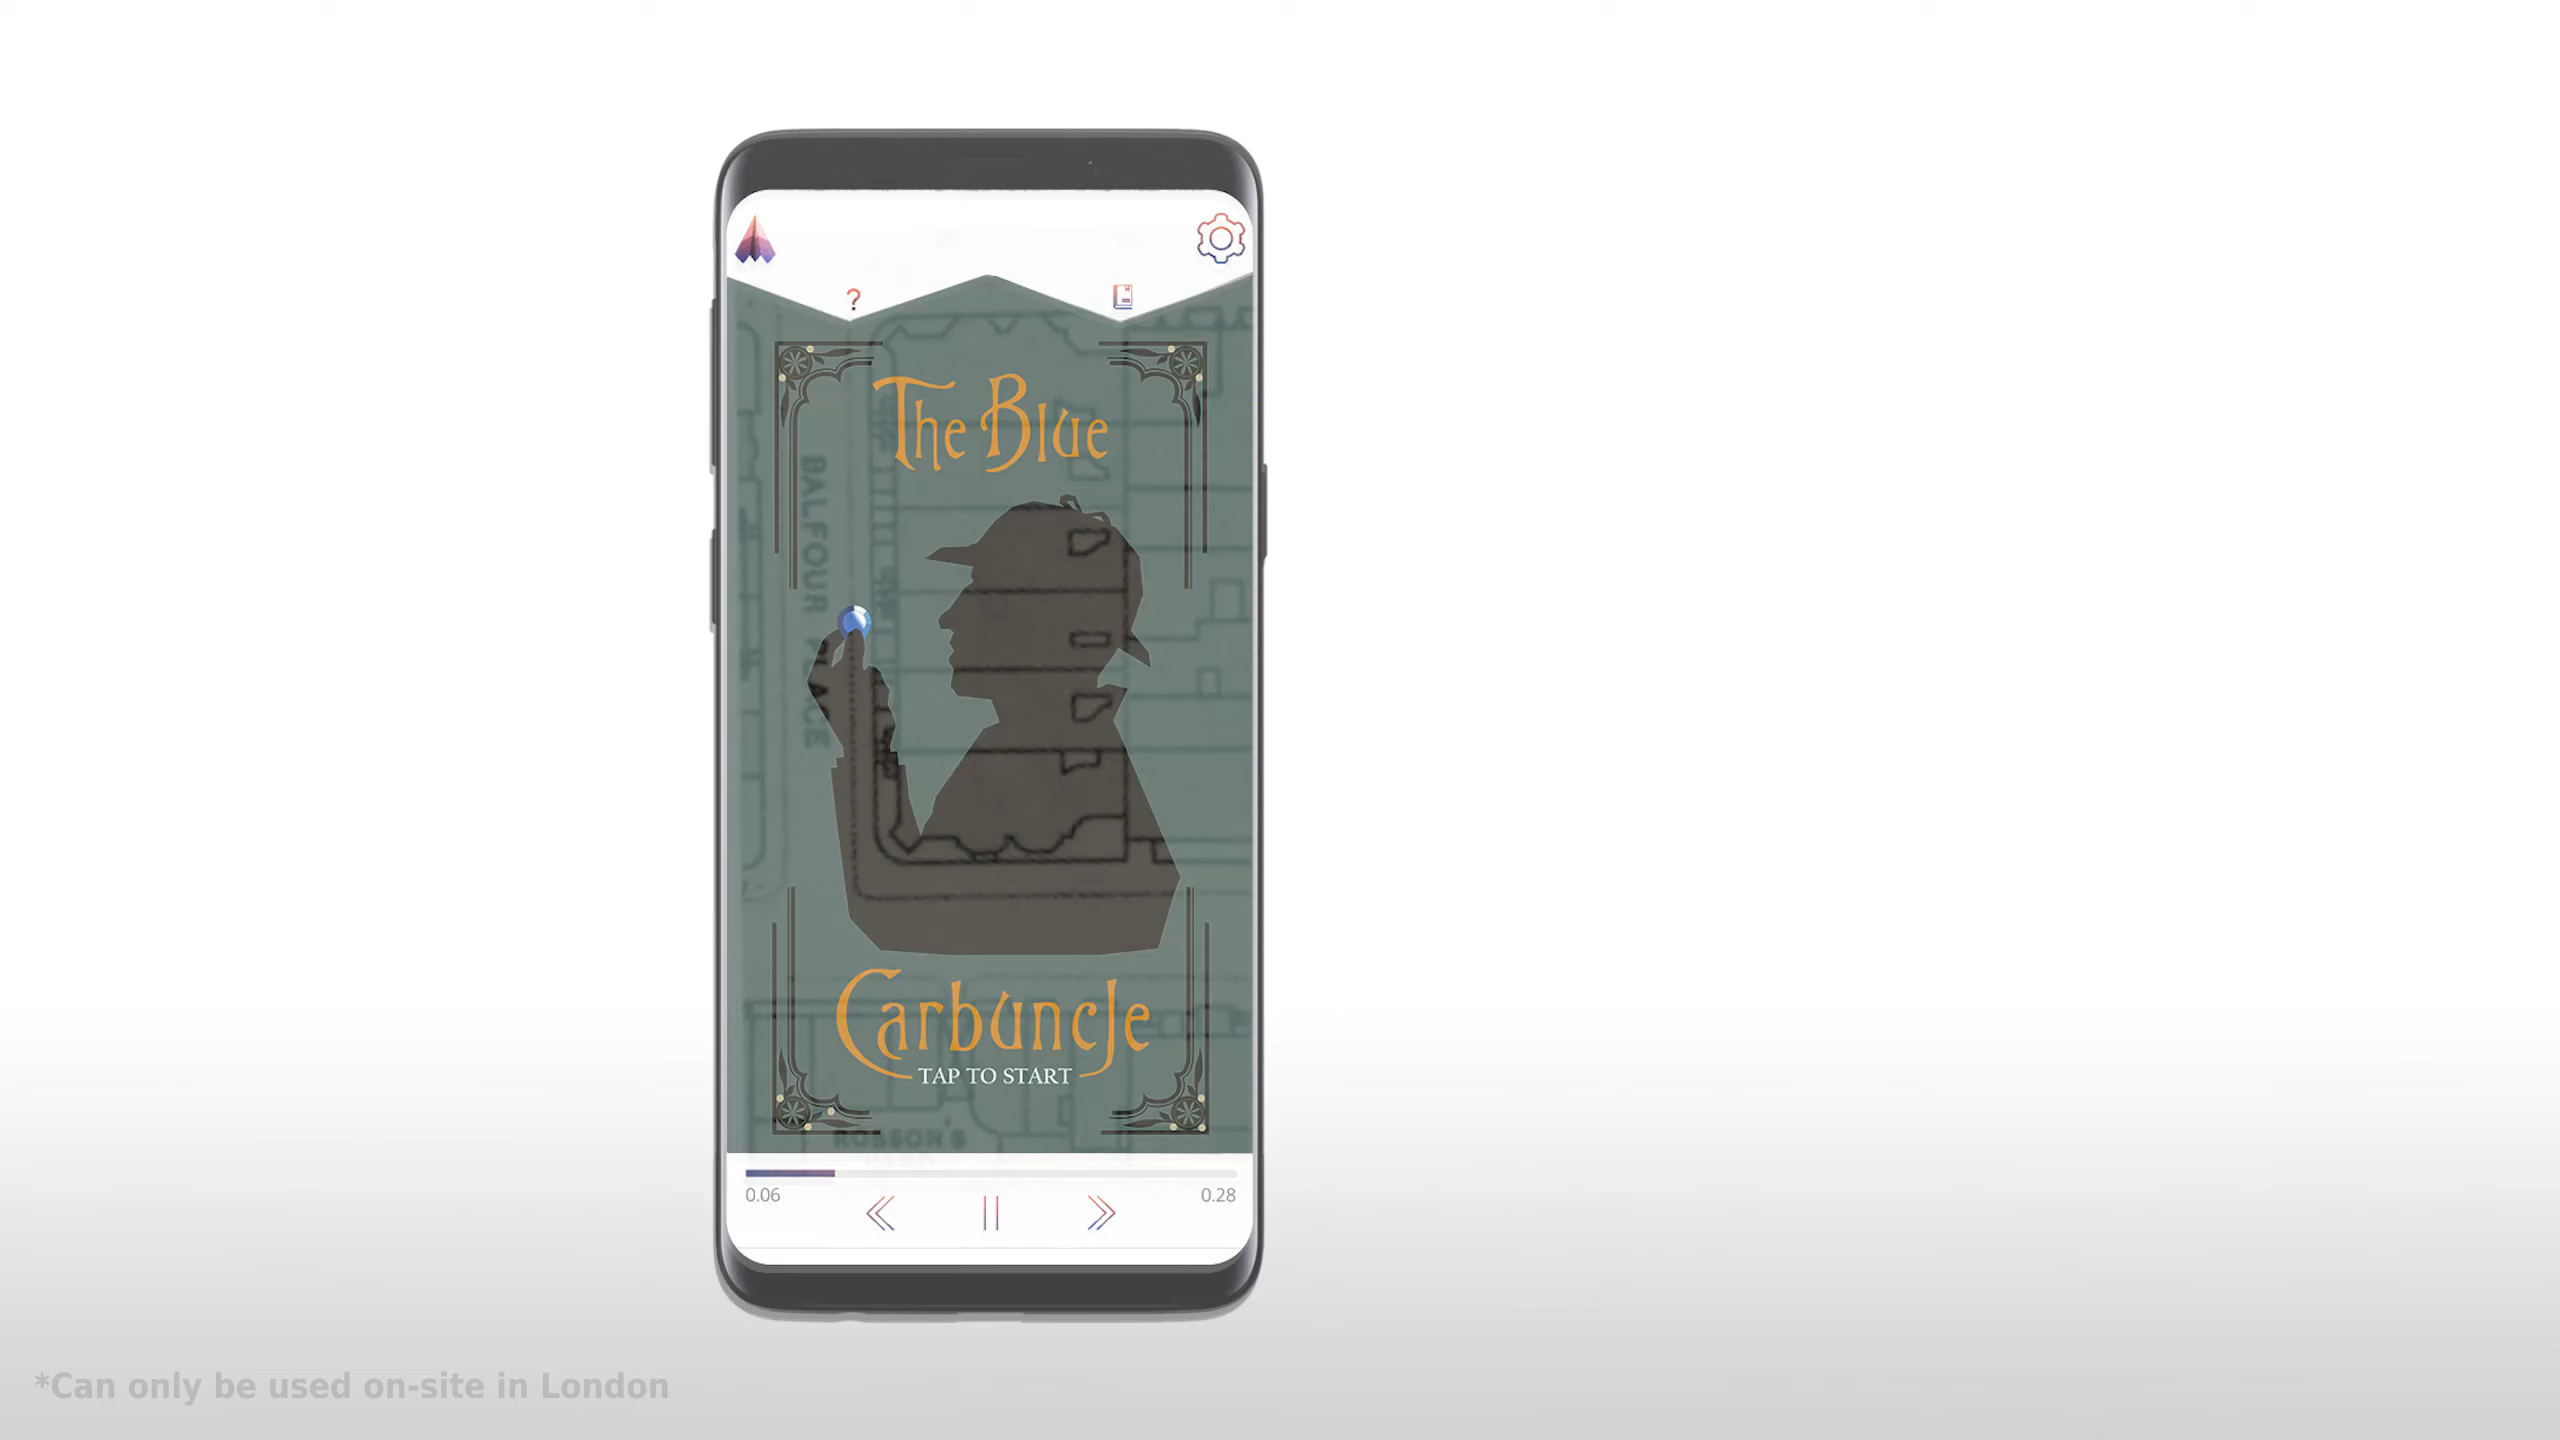 ?
The Blue
BALFOUR PLACE
Carbuncle
TAP TO START
ROBSON'S
0.06
0.28
*Can only be used on-site in London